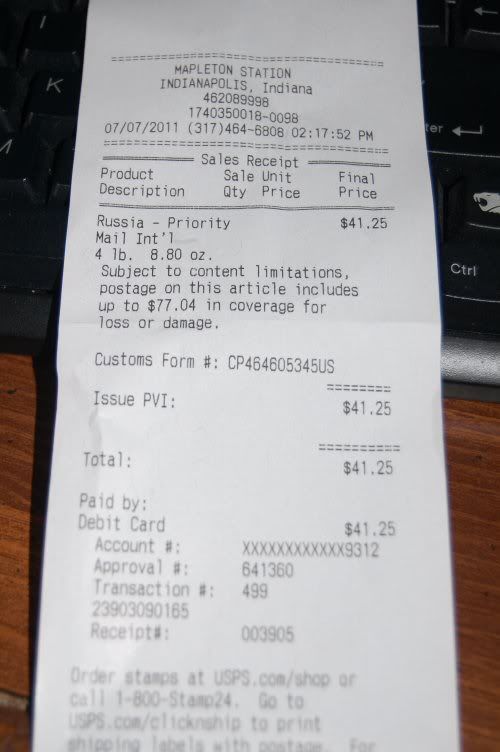 ==================================
MAPLETON STATION
INDIANAPOLIS, Indiana
462089998
1740350018-0098
07/07/2011 (317)464-6808 02:17:52 PM
==================================
Sales Receipt
Product Sale Unit Final
Description Qty Price Price
Russia - Priority $41.25
Mail Int'l
4 lb. 8.80 oz.
Subject to content limitations,
postage on this article includes
up to $77.04 in coverage for
loss or damage.
Customs Form #: CP464605345US
========
Issue PVI: $41.25
==========
Total: $41.25
Paid by:
Debit Card $41.25
Account #: XXXXXXXXXXXX9312
Approval #: 641360
Transaction #: 499
23903090165
Receipt#: 003905
Order stamps at USPS.com/shop or
call 1-800-Stamp24. Go to
USPS.com/clicknship to print
shipping labels with postage. For
I
K
M
ter
Ctrl